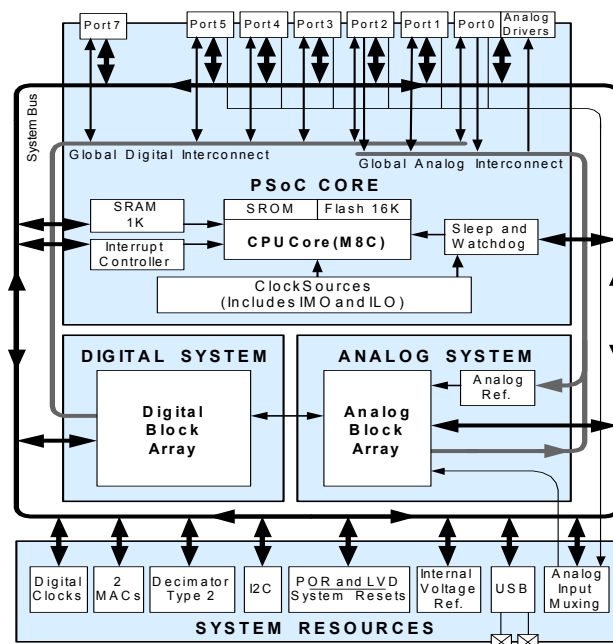 Port 7
Port 5
Port 4
Port 3
Port 2
Port 1
Port 0
Analog
Drivers
System Bus
Global Digital Interconnect
Global Analog Interconnect
PSoC CORE
SRAM
1K
SROM
Flash 16K
Sleep and
Watchdog
CPU Core (M8C)
Interrupt
Controller
Clock Sources
(Includes IMO and ILO)
DIGITAL SYSTEM
ANALOG SYSTEM
Analog
Ref.
Digital
Block
Array
Analog
Block
Array
Digital
Clocks
2
MACs
Decimator
Type 2
I2C
POR and LVD
System Resets
Internal
Voltage
Ref.
USB
Analog
Input
Muxing
SYSTEM RESOURCES